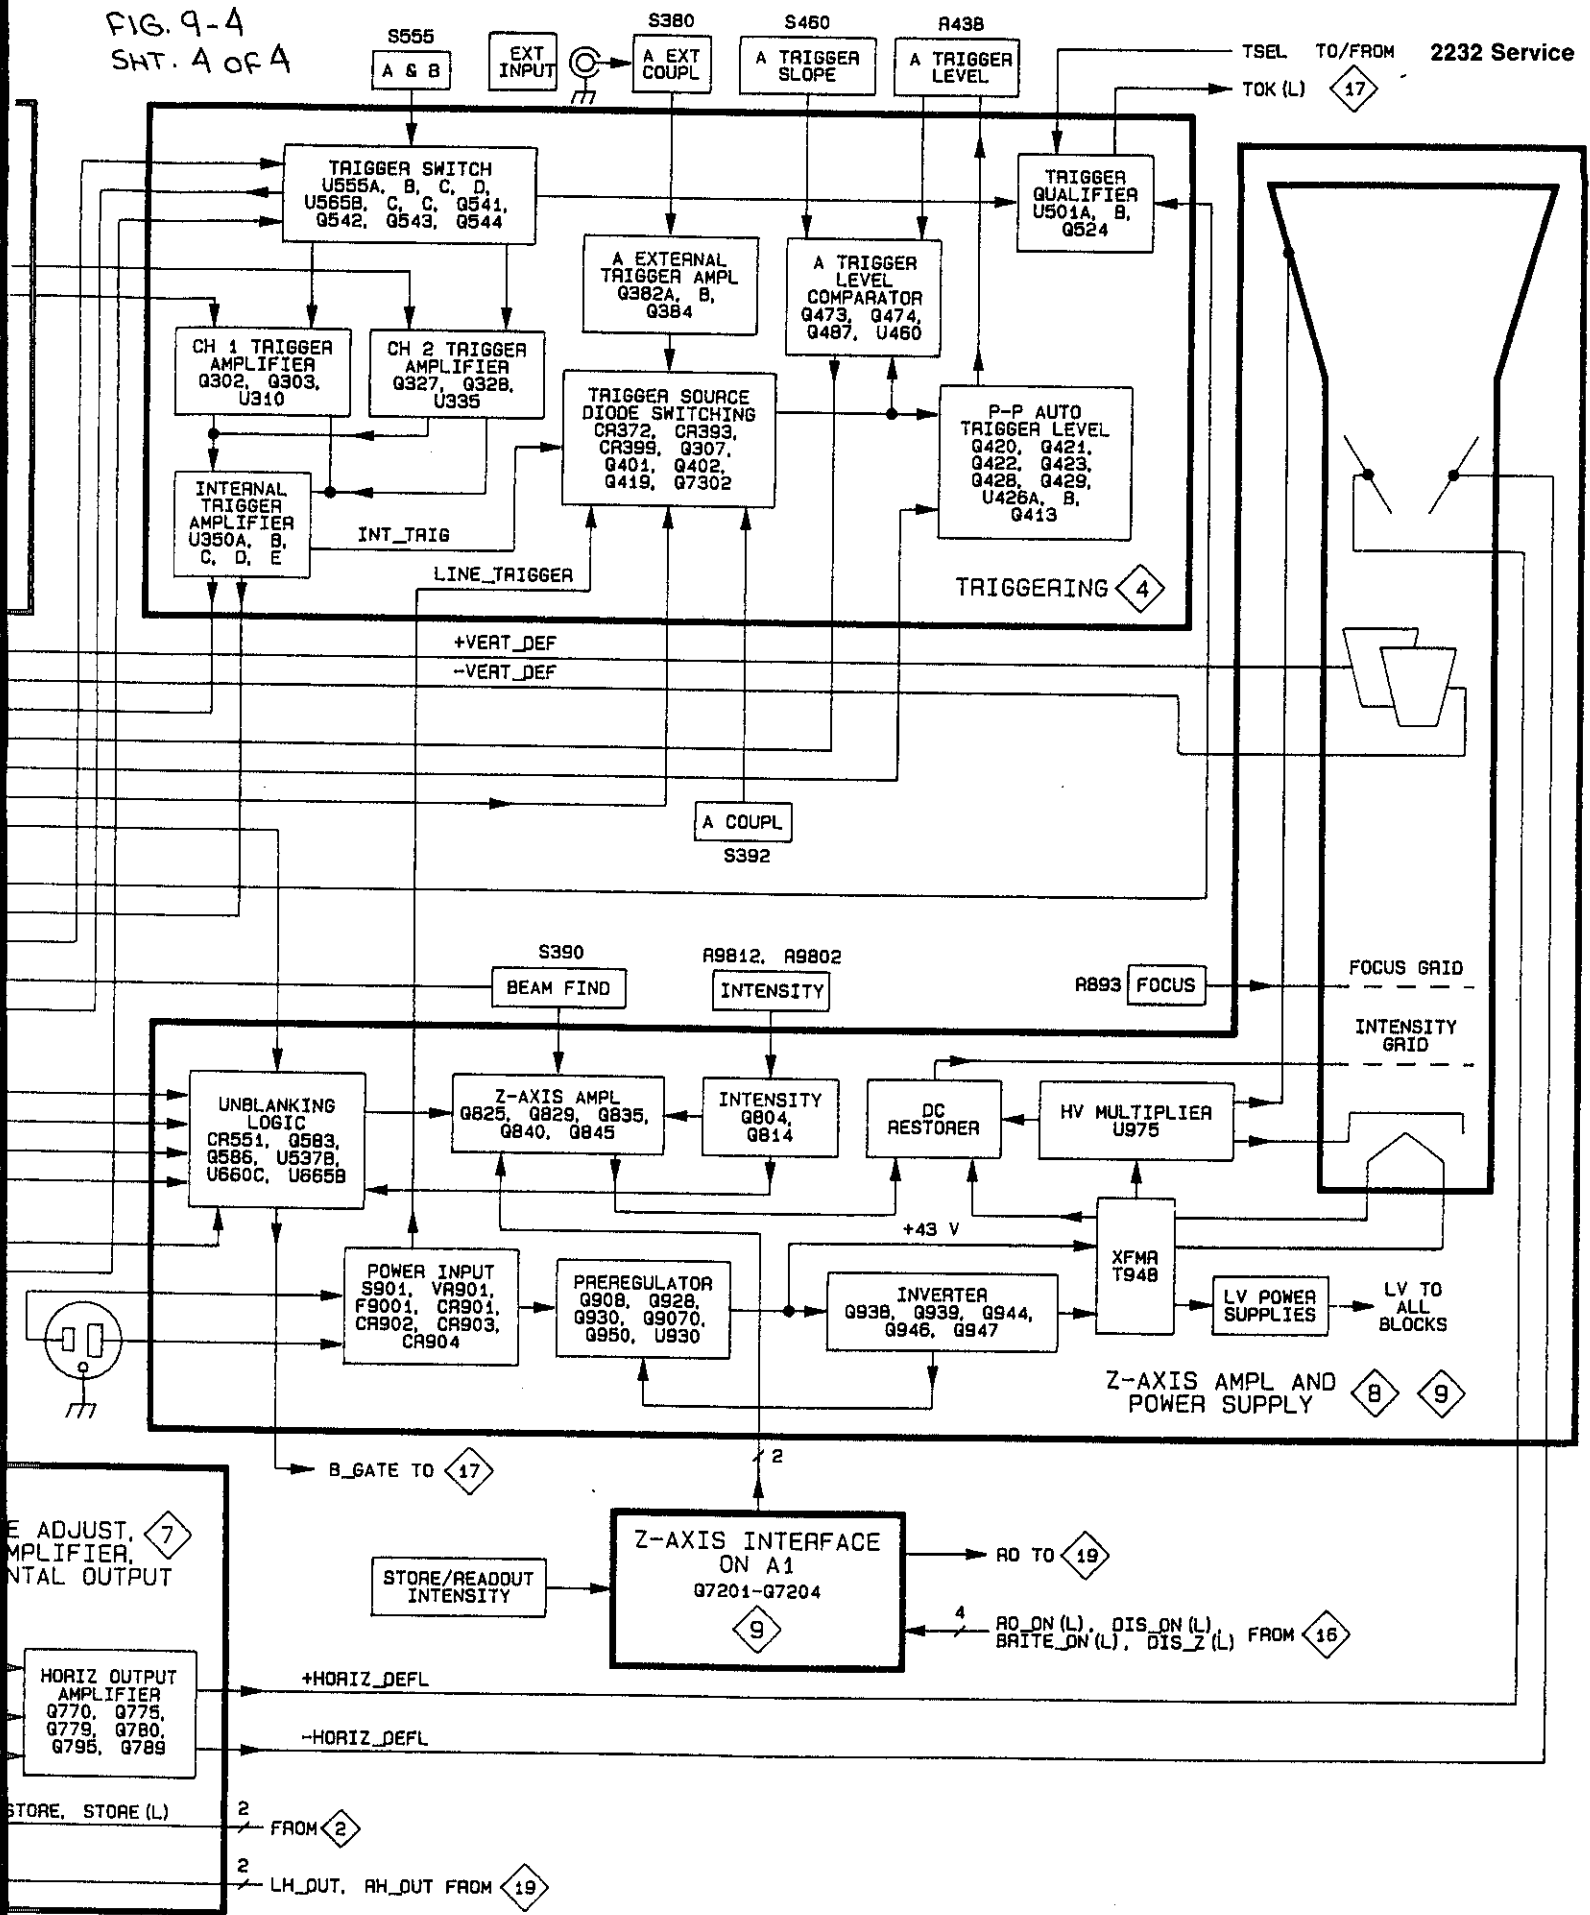 FIG. 9-4
SHT. 4 OF 4
S555
A & B
EXT
INPUT
S380
A EXT
COUPL
S460
A TRIGGER
SLOPE
R438
A TRIGGER
LEVEL
TSEL TO/FROM
TOK (L) 17
2232 Service
TRIGGER SWITCH
U555A, B, C, D,
U565B, C, C, Q541,
Q542, Q543, Q544
TRIGGER
QUALIFIER
U501A, B,
Q524
A EXTERNAL
TRIGGER AMPL
Q382A, B,
Q384
A TRIGGER
LEVEL
COMPARATOR
Q473, Q474,
Q487, U460
CH 1 TRIGGER
AMPLIFIER
Q302, Q303,
U310
CH 2 TRIGGER
AMPLIFIER
Q327, Q328,
U335
TRIGGER SOURCE
DIODE SWITCHING
CR372, CR393,
CR399, Q307,
Q401, Q402,
Q419, Q7302
P-P AUTO
TRIGGER LEVEL
Q420, Q421,
Q422, Q423,
Q428, Q429,
U426A, B,
Q413
INTERNAL
TRIGGER
AMPLIFIER
U350A, B,
C, D, E
INT_TRIG
LINE_TRIGGER
TRIGGERING 4
+VERT_DEF
-VERT_DEF
A COUPL
S392
S390
BEAM FIND
R9812, R9802
INTENSITY
R893 FOCUS
FOCUS GRID
INTENSITY
GRID
UNBLANKING
LOGIC
CR551, Q583,
Q586, U537B,
U660C, U665B
Z-AXIS AMPL
Q825, Q829, Q835,
Q840, Q845
INTENSITY
Q804,
Q814
DC
RESTORER
HV MULTIPLIER
U975
+43 V
POWER INPUT
S901, VR901,
F9001, CR901,
CR902, CR903,
CR904
PREREGULATOR
Q908, Q928,
Q930, Q9070,
Q950, U930
INVERTER
Q938, Q939, Q944,
Q946, Q947
XFMR
T948
LV POWER
SUPPLIES
LV TO
ALL
BLOCKS
Z-AXIS AMPL AND
POWER SUPPLY 8 9
B_GATE TO 17
2
E ADJUST, 7
MPLIFIER,
NTAL OUTPUT
STORE/READOUT
INTENSITY
Z-AXIS INTERFACE
ON A1
Q7201-Q7204
9
RO TO 19
4
RO_ON (L), DIS_ON (L),
BRITE_ON (L), DIS_Z (L) FROM 16
HORIZ OUTPUT
AMPLIFIER
Q770, Q775,
Q779, Q780,
Q795, Q789
+HORIZ_DEFL
-HORIZ_DEFL
STORE, STORE (L) 2 FROM 2
2 LH_OUT, RH_OUT FROM 19